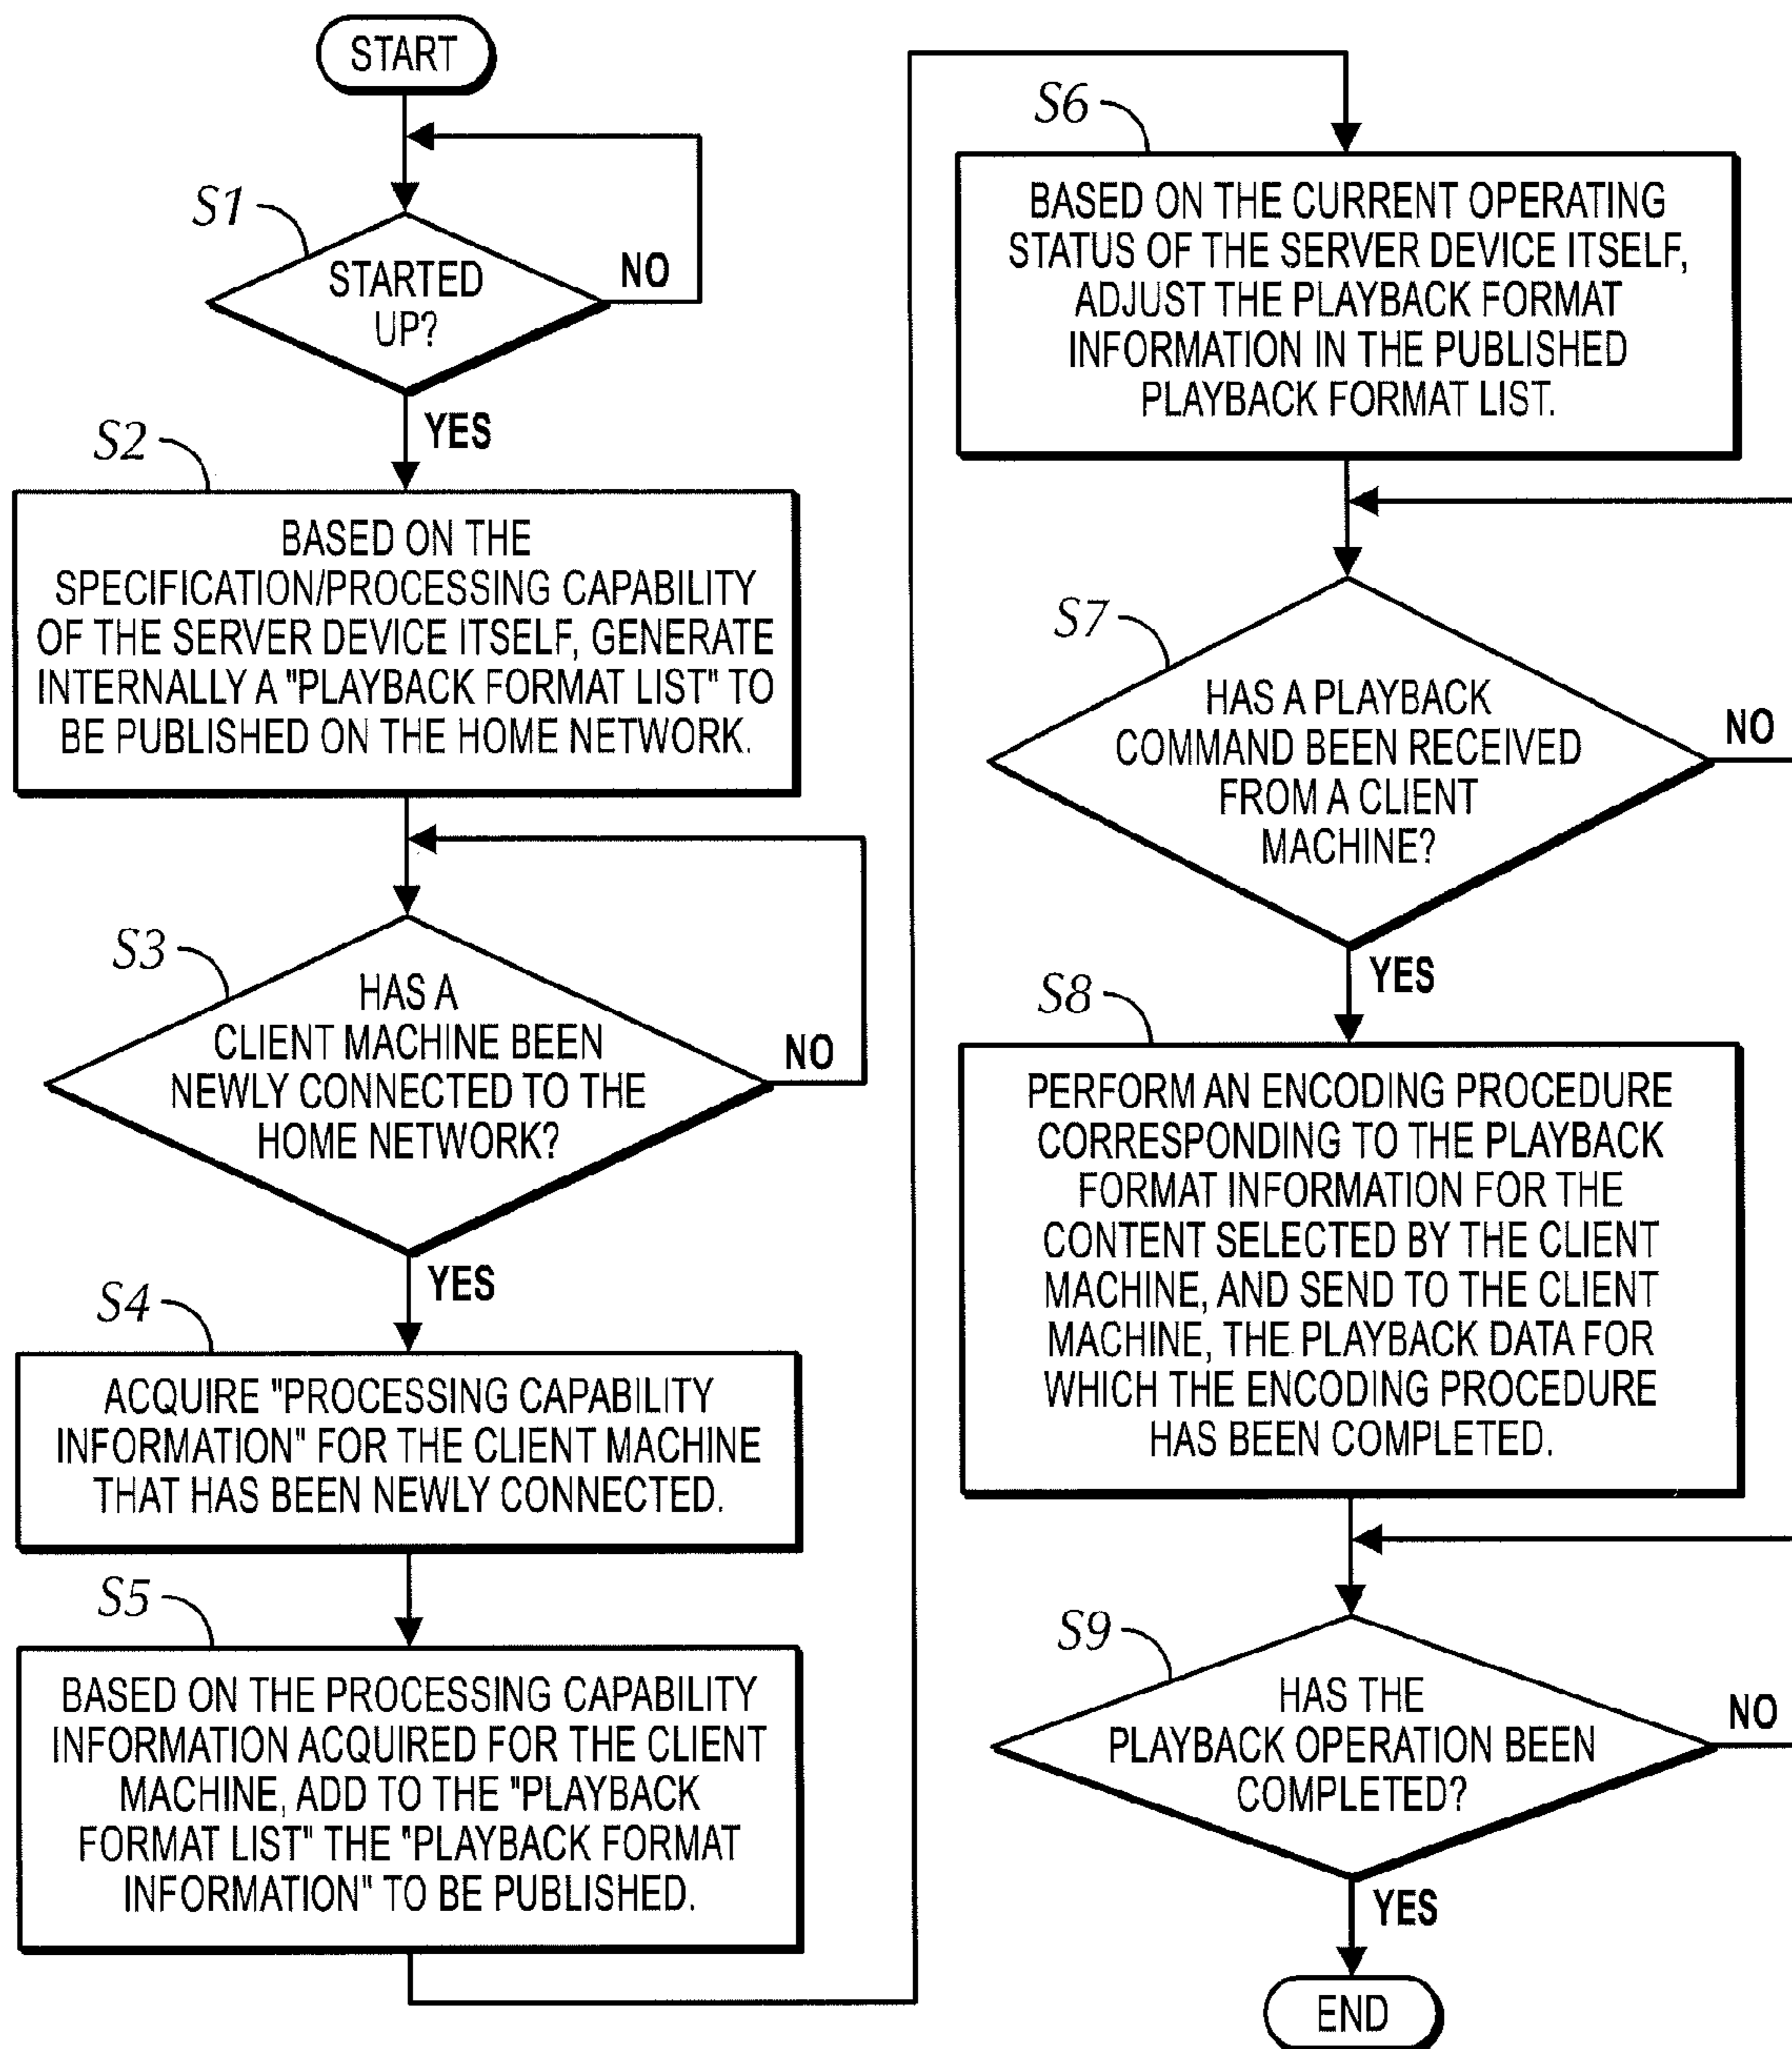 START
S1
STARTED
UP?
NO
YES
S2
BASED ON THE
SPECIFICATION/PROCESSING CAPABILITY
OF THE SERVER DEVICE ITSELF, GENERATE
INTERNALLY A "PLAYBACK FORMAT LIST" TO
BE PUBLISHED ON THE HOME NETWORK.
S3
HAS A
CLIENT MACHINE BEEN
NEWLY CONNECTED TO THE
HOME NETWORK?
NO
YES
S4
ACQUIRE "PROCESSING CAPABILITY
INFORMATION" FOR THE CLIENT MACHINE
THAT HAS BEEN NEWLY CONNECTED.
S5
BASED ON THE PROCESSING CAPABILITY
INFORMATION ACQUIRED FOR THE CLIENT
MACHINE, ADD TO THE "PLAYBACK
FORMAT LIST" THE "PLAYBACK FORMAT
INFORMATION" TO BE PUBLISHED.
S6
BASED ON THE CURRENT OPERATING
STATUS OF THE SERVER DEVICE ITSELF,
ADJUST THE PLAYBACK FORMAT
INFORMATION IN THE PUBLISHED
PLAYBACK FORMAT LIST.
S7
HAS A PLAYBACK
COMMAND BEEN RECEIVED
FROM A CLIENT
MACHINE?
NO
YES
S8
PERFORM AN ENCODING PROCEDURE
CORRESPONDING TO THE PLAYBACK
FORMAT INFORMATION FOR THE
CONTENT SELECTED BY THE CLIENT
MACHINE, AND SEND TO THE CLIENT
MACHINE, THE PLAYBACK DATA FOR
WHICH THE ENCODING PROCEDURE
HAS BEEN COMPLETED.
S9
HAS THE
PLAYBACK OPERATION BEEN
COMPLETED?
NO
YES
END